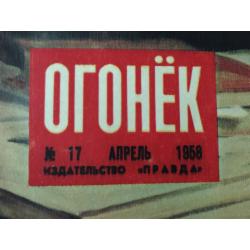 ОГОНЁК
№ 17 АПРЕЛЬ 1958
ИЗДАТЕЛЬСТВО «ПРАВДА»